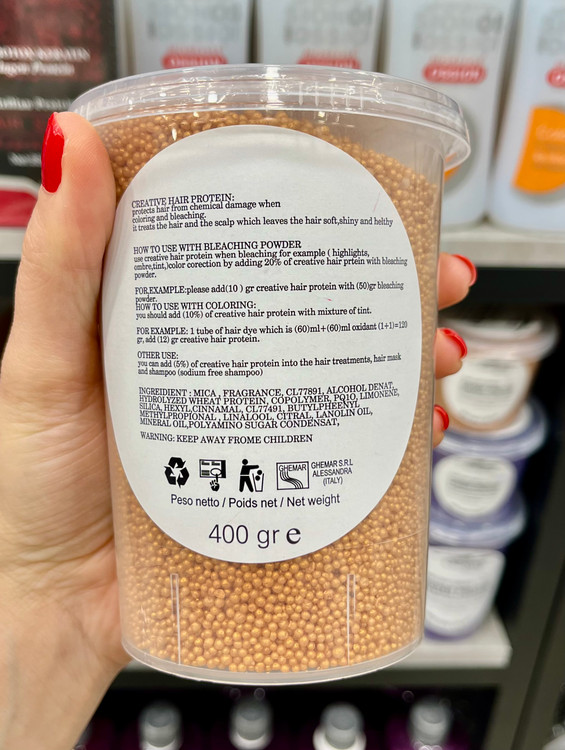 CREATIVE HAIR PROTEIN:
protects hair from chemical damage when
coloring and bleaching.
it treats the hair and the scalp which leaves the hair soft,shiny and helthy
HOW TO USE WITH BLEACHING POWDER
use creative hair protein when bleaching for example ( highlights,
ombre,tint,)color corection by adding 20% of creative hair prtein with bleaching
powder.
FOR,EXAMPLE:please add(10 ) gr creative hair protein with (50)gr bleaching
powder.
HOW TO USE WITH COLORING:
you should add (10%) of creative hair protein with mixture of tint.
FOR EXAMPLE: 1 tube of hair dye which is (60)ml+(60)ml oxidant (1+1)=120
gr, add (12) gr creative hair protein.
OTHER USE:
you can add (5%) of creative hair protein into the hair treatments, hair mask
and shampoo (sodium free shampoo)
INGREIDIENT : MICA , FRAGRANCE, CL77891, ALCOHOL DENAT,
HYDROLYZED WHEAT PROTEIN, COPOLYMER, PQ10, LIMONENE,
SILICA, HEXYL,CINNAMAL, CL77491, BUTYLPHEENYL
METHYLPROPIONAL , LINALOOL, CITRAL, LANOLIN OIL,
MINERAL OIL,POLYAMINO SUGAR CONDENSAT,
WARNING: KEEP AWAY FROME CHILDREN
GHEMAR
GHEMAR S.R.L
ALESSANDRA
(ITALY)
Peso netto / Poids net / Net weight
400 gr e